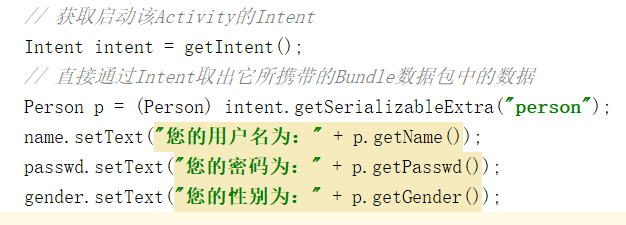 // 获取启动该Activity的Intent
Intent intent = getIntent();
// 直接通过Intent取出它所携带的Bundle数据包中的数据
Person p = (Person) intent.getSerializableExtra("person");
name.setText("您的用户名为：" + p.getName());
passwd.setText("您的密码为：" + p.getPasswd());
gender.setText("您的性别为：" + p.getGender());